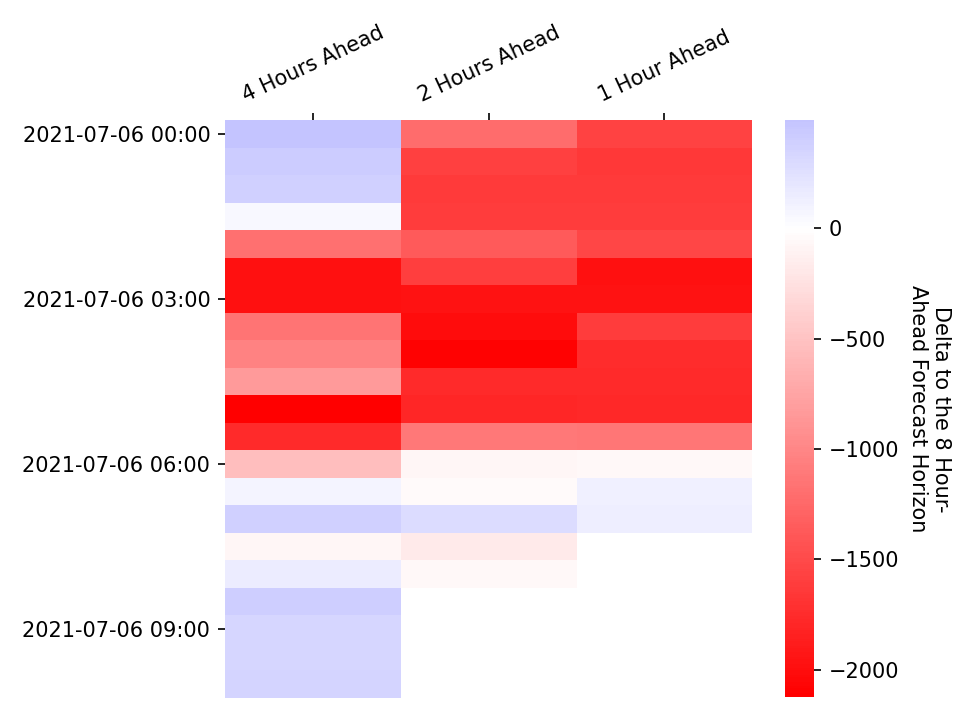 4 Hours Ahead
2 Hours Ahead
1 Hour Ahead
2021-07-06 00:00
2021-07-06 03:00
2021-07-06 06:00
2021-07-06 09:00
0
−500
−1000
−1500
−2000
Delta to the 8 Hour-
Ahead Forecast Horizon